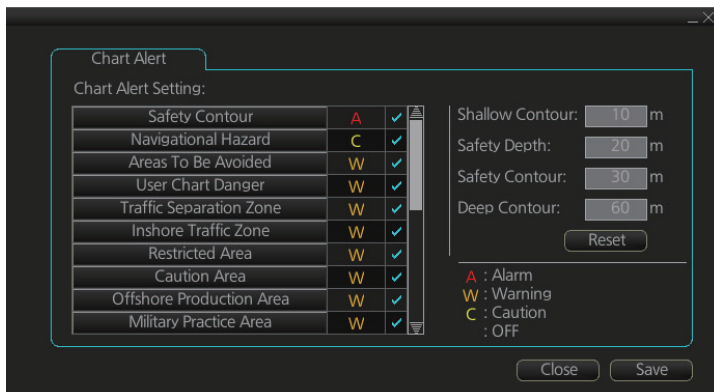 Chart Alert
Chart Alert Setting:
Safety Contour A
Navigational Hazard C
Areas To Be Avoided W
User Chart Danger W
Traffic Separation Zone W
Inshore Traffic Zone W
Restricted Area W
Caution Area W
Offshore Production Area W
Military Practice Area W
Shallow Contour: 10 m
Safety Depth: 20 m
Safety Contour: 30 m
Deep Contour: 60 m
Reset
A : Alarm
W : Warning
C : Caution
: OFF
Close Save